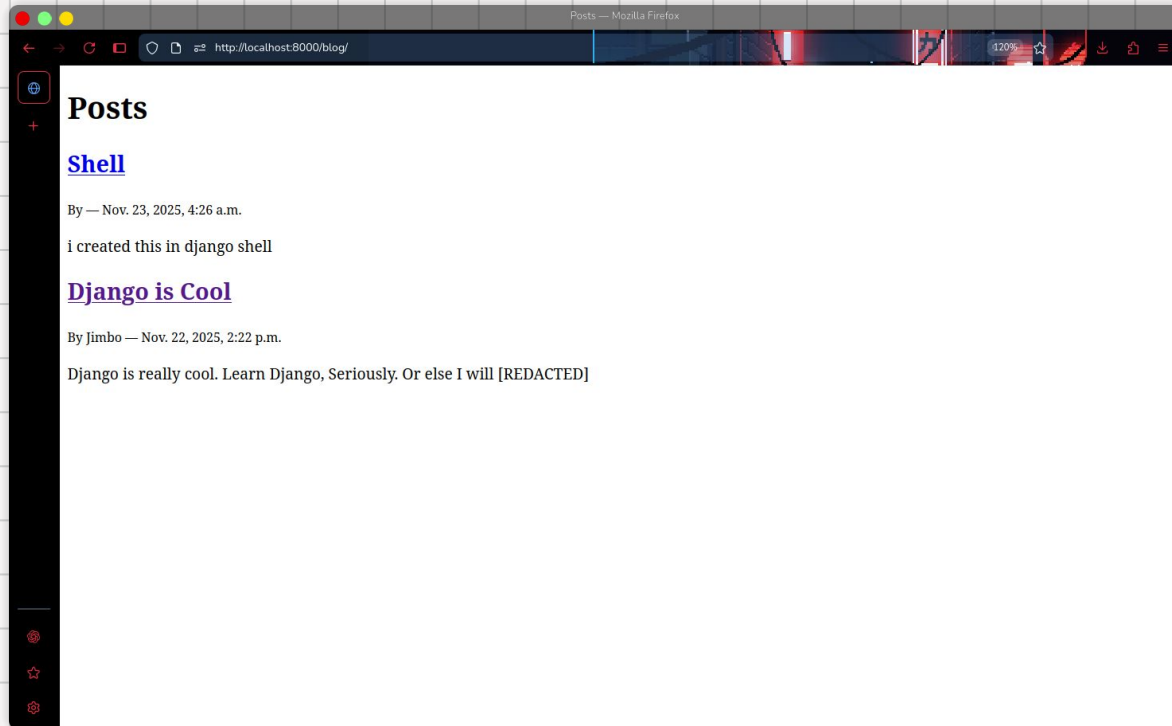 Posts — Mozilla Firefox
http://localhost:8000/blog/
120%
Posts
Shell
By — Nov. 23, 2025, 4:26 a.m.
i created this in django shell
Django is Cool
By Jimbo — Nov. 22, 2025, 2:22 p.m.
Django is really cool. Learn Django, Seriously. Or else I will [REDACTED]